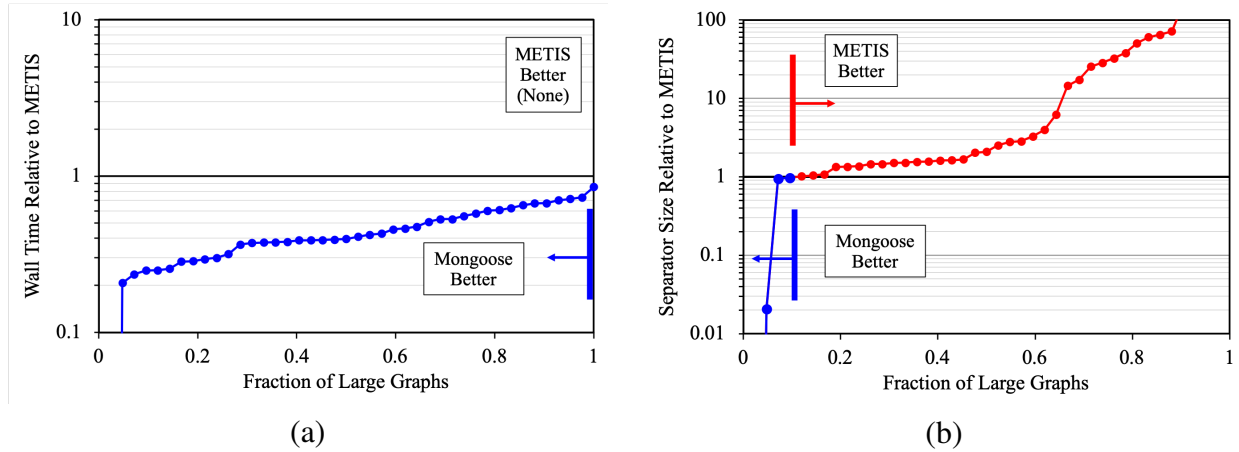 10
1
0.1
Wall Time Relative to METIS
METIS
Better
(None)
Mongoose
Better
0
0.2
0.4
0.6
0.8
1
Fraction of Large Graphs
(a)
100
10
1
0.1
0.01
Separator Size Relative to METIS
METIS
Better
Mongoose
Better
0
0.2
0.4
0.6
0.8
1
Fraction of Large Graphs
(b)